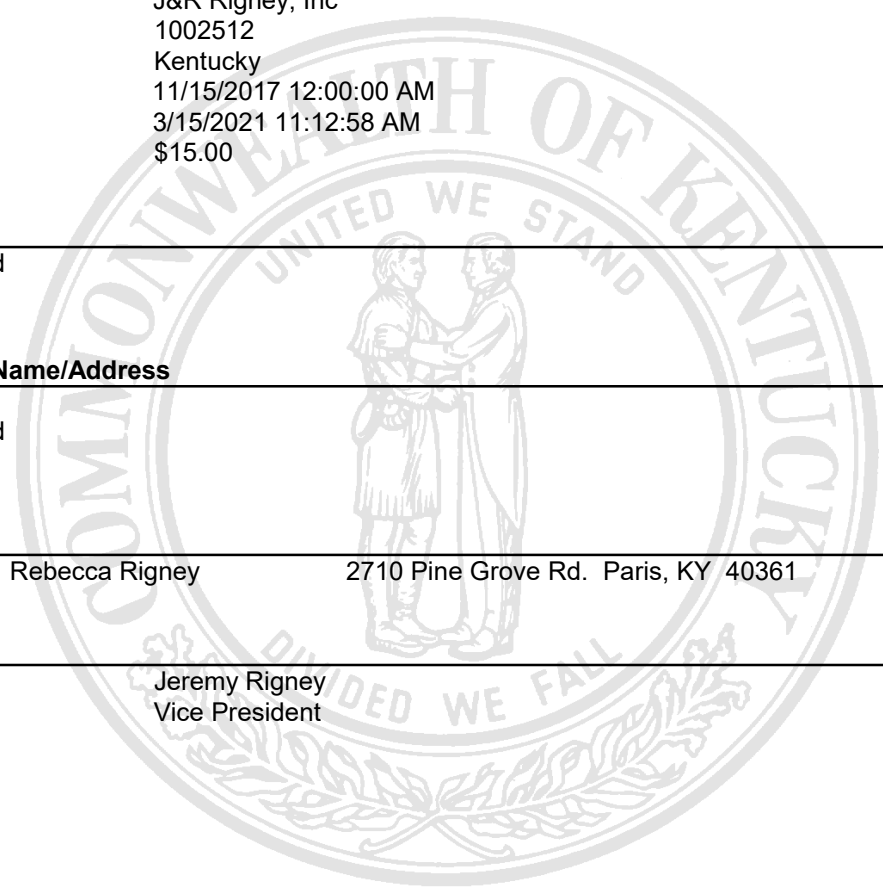 J&R Rigney, Inc
1002512
Kentucky
11/15/2017 12:00:00 AM
3/15/2021 11:12:58 AM
$15.00
COMMONWEALTH OF KENTUCKY
UNITED WE STAND
d
Name/Address
d
Rebecca Rigney 2710 Pine Grove Rd. Paris, KY 40361
DIVIDED WE FALL
Jeremy Rigney
Vice President